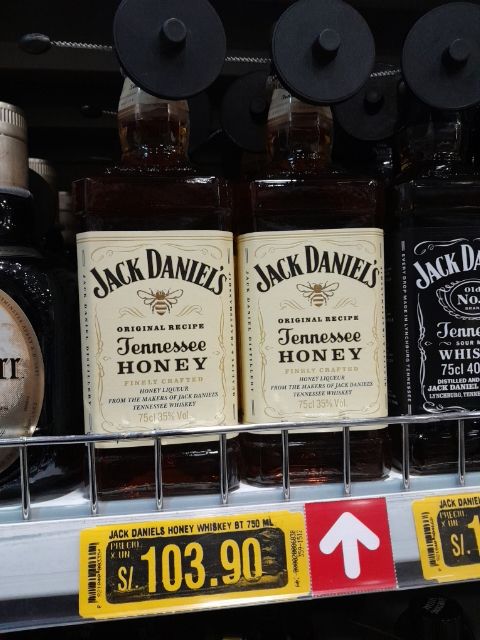 JACK DANIEL'S
ORIGINAL RECIPE
Tennessee
HONEY
FINELY CRAFTED
HONEY LIQUEUR
FROM THE MAKERS OF JACK DANIEL'S
TENNESSEE WHISKEY
75cl 35% Vol.
JACK DANIEL'S
ORIGINAL RECIPE
Tennessee
HONEY
FINELY CRAFTED
HONEY LIQUEUR
FROM THE MAKERS OF JACK DANIEL'S
TENNESSEE WHISKEY
75cl 35% Vol.
JACK DA
Old
No.
Tenne
SOUR M
WHIS
75cl 40
DISTILLED AND
JACK DANIEL
LYNCHBURG, TENN
rr
JACK DANIELS HONEY WHISKEY BT 750 ML
PRECIO
X UN
S/. 103.90
JACK DANIE
PRECIO
X UN
S/. 1